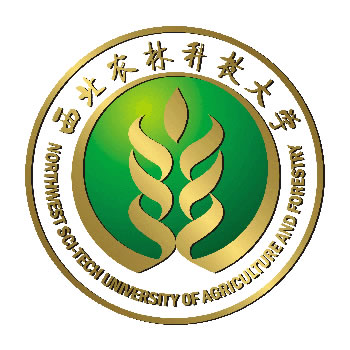 西北农林科技大学
NORTHWEST SCI-TECH UNIVERSITY OF AGRICULTURE AND FORESTRY